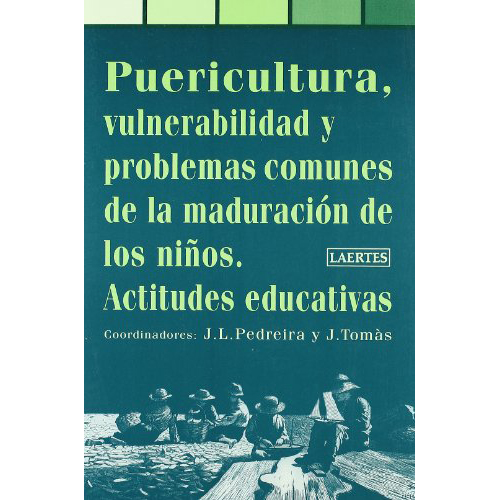 Puericultura,
vulnerabilidad y
problemas comunes
de la maduración de
los niños.
LAERTES
Actitudes educativas
Coordinadores: J.L.Pedreira y J.Tomàs